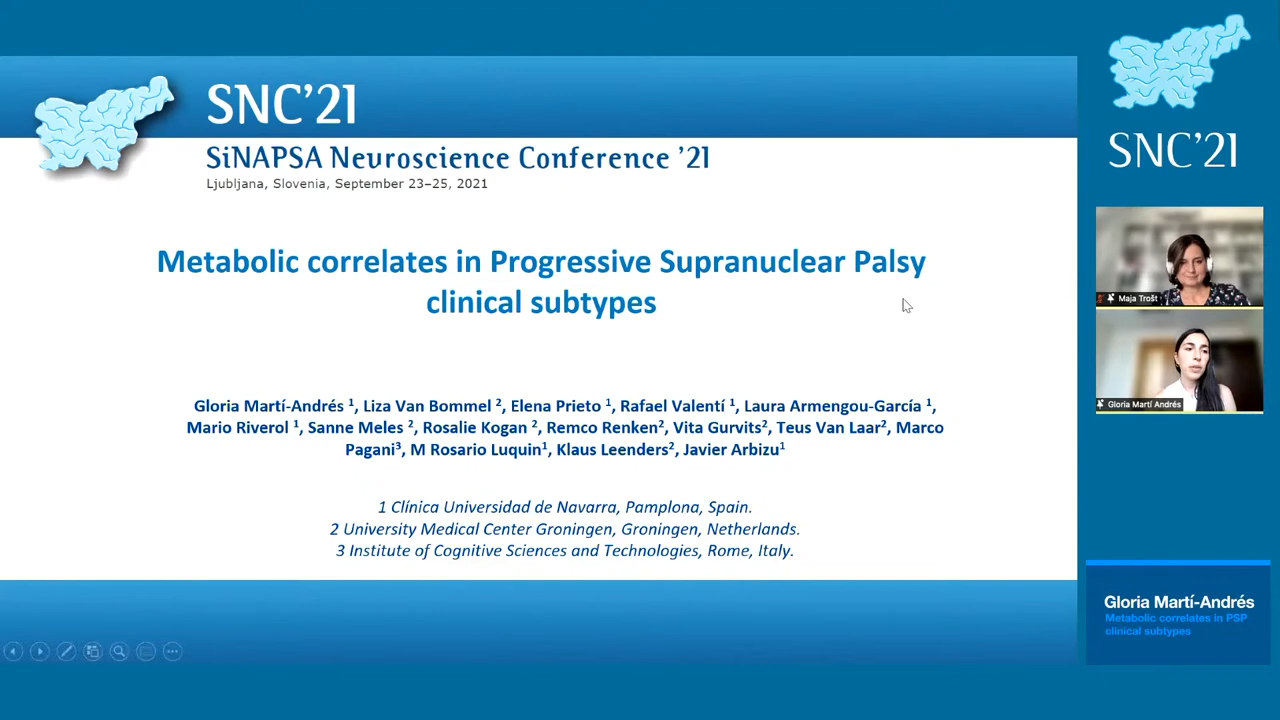 SNC’21
SiNAPSA Neuroscience Conference ’21
Ljubljana, Slovenia, September 23–25, 2021
Metabolic correlates in Progressive Supranuclear Palsy
clinical subtypes
Gloria Martí-Andrés ¹, Liza Van Bommel ², Elena Prieto ¹, Rafael Valentí ¹, Laura Armengou-García ¹,
Mario Riverol ¹, Sanne Meles ², Rosalie Kogan ², Remco Renken², Vita Gurvits², Teus Van Laar², Marco
Pagani³, M Rosario Luquin¹, Klaus Leenders², Javier Arbizu¹
1 Clínica Universidad de Navarra, Pamplona, Spain.
2 University Medical Center Groningen, Groningen, Netherlands.
3 Institute of Cognitive Sciences and Technologies, Rome, Italy.
SNC’21
Maja Trošt
Gloria Martí Andrés
Gloria Martí-Andrés
Metabolic correlates in PSP
clinical subtypes